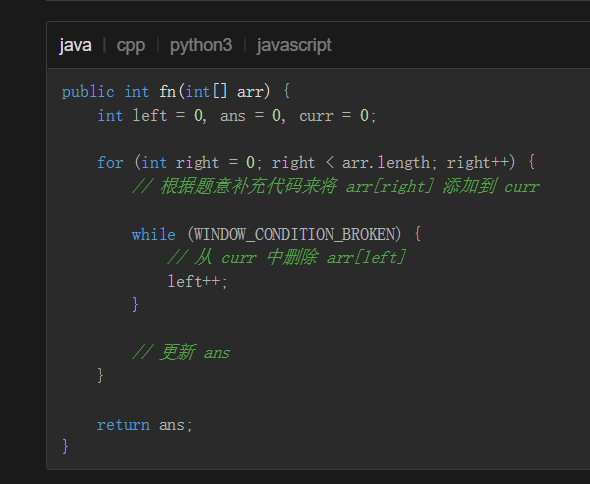 java | cpp | python3 | javascript
public int fn(int[] arr) {
    int left = 0, ans = 0, curr = 0;
    for (int right = 0; right < arr.length; right++) {
        // 根据题意补充代码来将 arr[right] 添加到 curr
        while (WINDOW_CONDITION_BROKEN) {
            // 从 curr 中删除 arr[left]
            left++;
        }
        // 更新 ans
    }
    return ans;
}